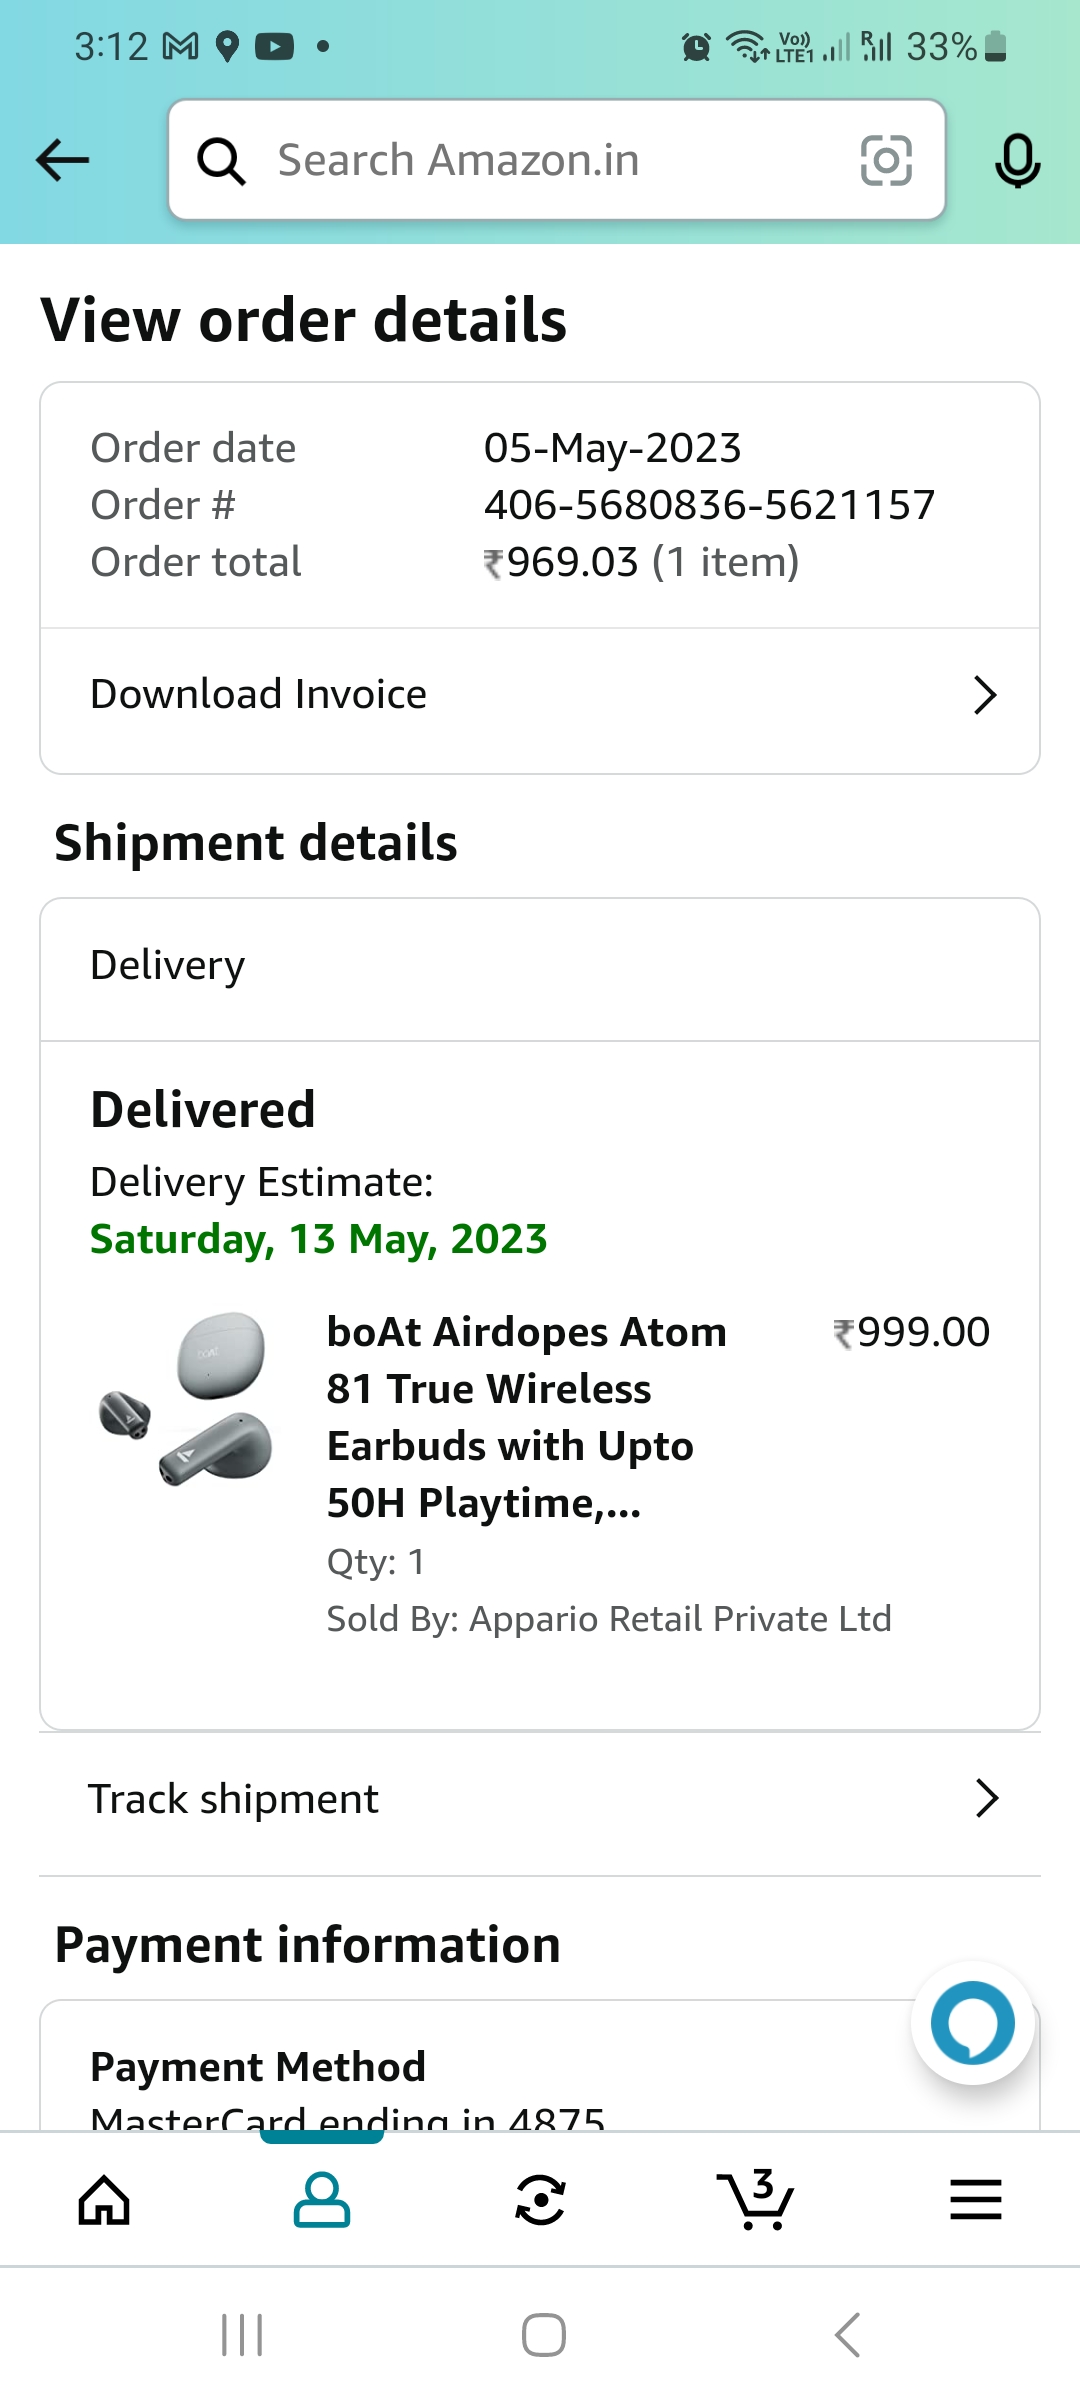 3:12
Vo)) LTE1 R 33%
Search Amazon.in
View order details
Order date 05-May-2023
Order # 406-5680836-5621157
Order total ₹969.03 (1 item)
Download Invoice
Shipment details
Delivery
Delivered
Delivery Estimate:
Saturday, 13 May, 2023
boAt Airdopes Atom ₹999.00
81 True Wireless
Earbuds with Upto
50H Playtime,...
Qty: 1
Sold By: Appario Retail Private Ltd
Track shipment
Payment information
Payment Method
MasterCard ending in 4875
3